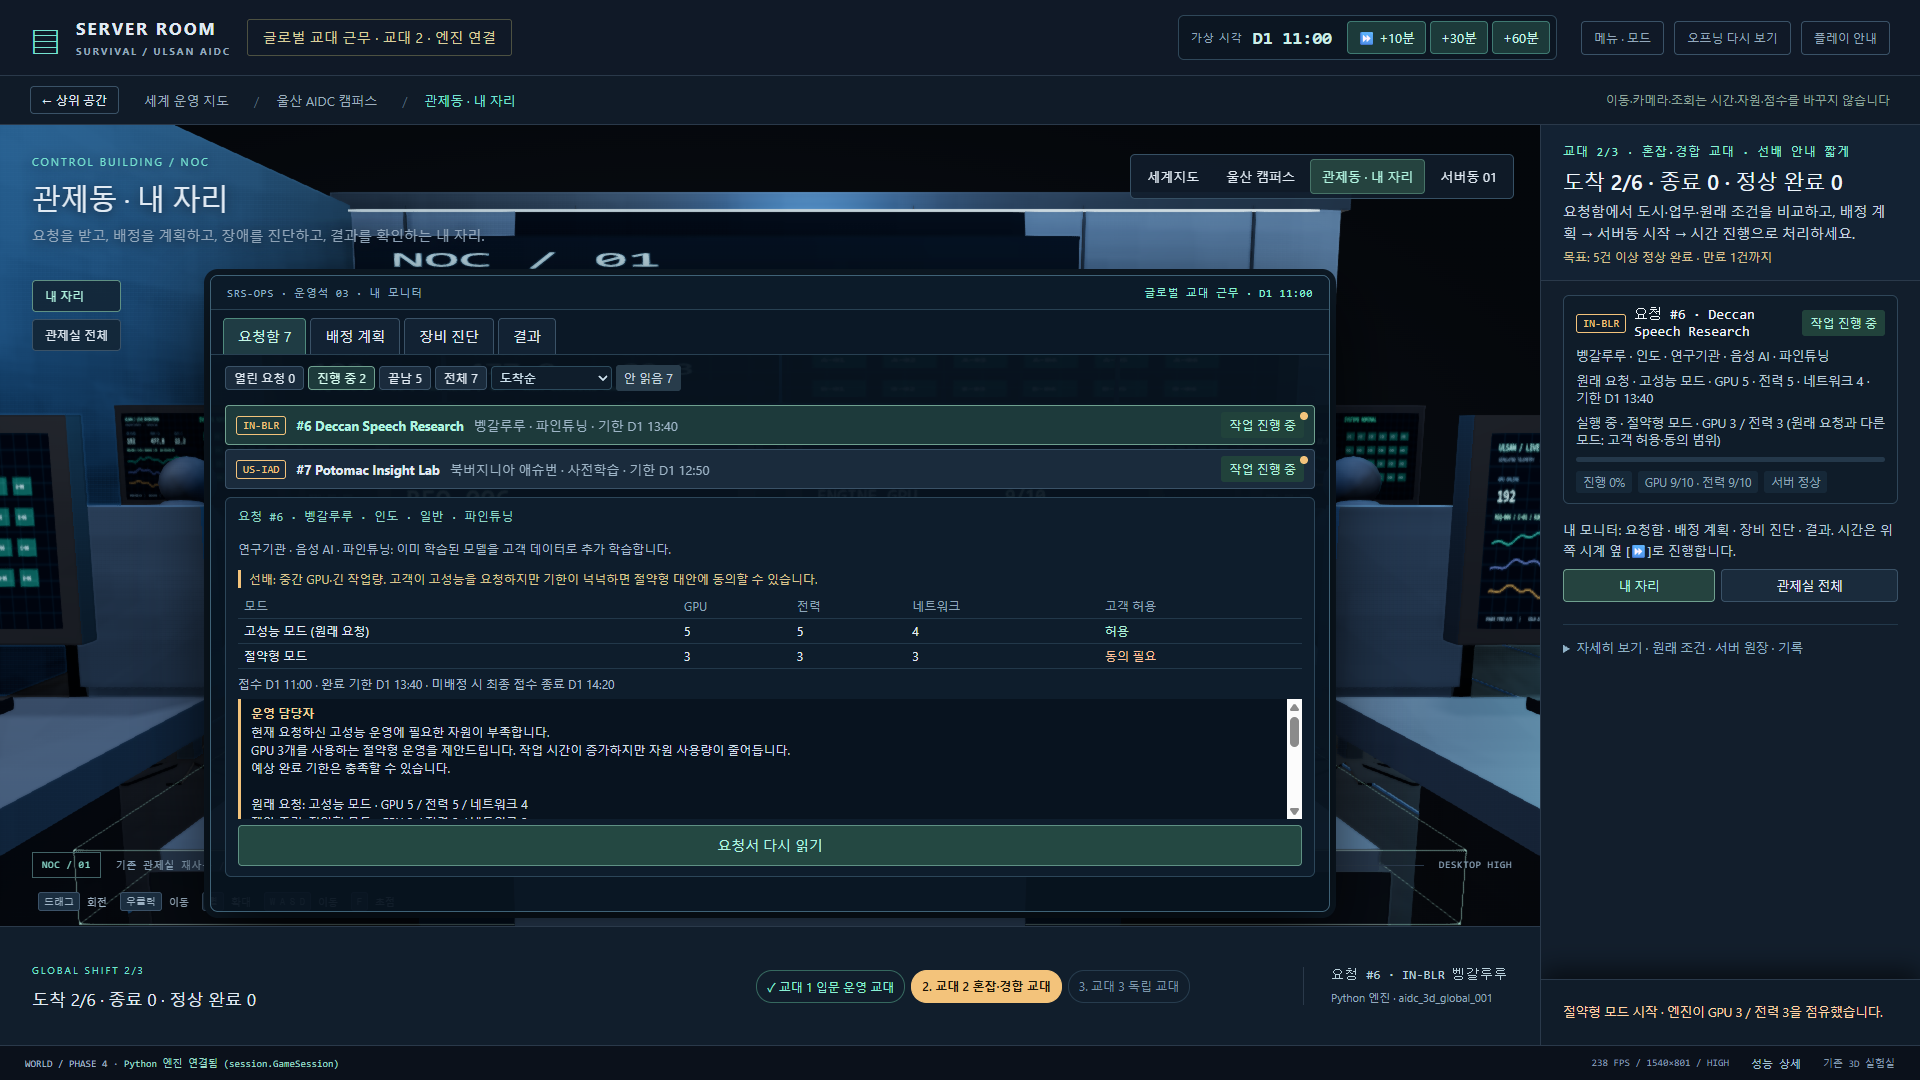 SERVER ROOM
SURVIVAL / ULSAN AIDC
글로벌 교대 근무 · 교대 2 · 엔진 연결
가상 시각 D1 11:00 ⏩ +10분 +30분 +60분
메뉴 · 모드
오프닝 다시 보기
플레이 안내
← 상위 공간
세계 운영 지도 / 울산 AIDC 캠퍼스 / 관제동 · 내 자리
이동·카메라·조회는 시간·자원·점수를 바꾸지 않습니다
CONTROL BUILDING / NOC
관제동 · 내 자리
요청을 받고, 배정을 계획하고, 장애를 진단하고, 결과를 확인하는 내 자리.
세계지도 울산 캠퍼스 관제동 · 내 자리 서버동 01
NOC / 01
내 자리
관제실 전체
SRS-OPS · 운영석 03 · 내 모니터
글로벌 교대 근무 · D1 11:00
요청함 7 배정 계획 장비 진단 결과
열린 요청 0 진행 중 2 끝남 5 전체 7 도착순 안 읽음 7
IN-BLR #6 Deccan Speech Research 벵갈루루 · 파인튜닝 · 기한 D1 13:40 작업 진행 중
US-IAD #7 Potomac Insight Lab 북버지니아 애슈번 · 사전학습 · 기한 D1 12:50 작업 진행 중
요청 #6 · 벵갈루루 · 인도 · 일반 · 파인튜닝
연구기관 · 음성 AI · 파인튜닝: 이미 학습된 모델을 고객 데이터로 추가 학습합니다.
선배: 중간 GPU·긴 작업량. 고객이 고성능을 요청하지만 기한이 넉넉하면 절약형 대안에 동의할 수 있습니다.
모드 GPU 전력 네트워크 고객 허용
고성능 모드 (원래 요청) 5 5 4 허용
절약형 모드 3 3 3 동의 필요
접수 D1 11:00 · 완료 기한 D1 13:40 · 미배정 시 최종 접수 종료 D1 14:20
운영 담당자
현재 요청하신 고성능 운영에 필요한 자원이 부족합니다.
GPU 3개를 사용하는 절약형 운영을 제안드립니다. 작업 시간이 증가하지만 자원 사용량이 줄어듭니다.
예상 완료 기한은 충족할 수 있습니다.
원래 요청: 고성능 모드 · GPU 5 / 전력 5 / 네트워크 4
요청서 다시 읽기
ULSAN / LIVE
192
NOC / 01 기존 관제실 재사
DESKTOP HIGH
드래그 회전 우클릭 이동
교대 2/3 · 혼잡·경합 교대 · 선배 안내 짧게
도착 2/6 · 종료 0 · 정상 완료 0
요청함에서 도시·업무·원래 조건을 비교하고, 배정 계
획 → 서버동 시작 → 시간 진행으로 처리하세요.
목표: 5건 이상 정상 완료 · 만료 1건까지
IN-BLR 요청 #6 · Deccan
Speech Research 작업 진행 중
벵갈루루 · 인도 · 연구기관 · 음성 AI · 파인튜닝
원래 요청 · 고성능 모드 · GPU 5 · 전력 5 · 네트워크 4 ·
기한 D1 13:40
실행 중 · 절약형 모드 · GPU 3 / 전력 3 (원래 요청과 다른
모드: 고객 허용·동의 범위)
진행 0% GPU 9/10 · 전력 9/10 서버 정상
내 모니터: 요청함 · 배정 계획 · 장비 진단 · 결과. 시간은 위
쪽 시계 옆 [⏩]로 진행합니다.
내 자리 관제실 전체
▶ 자세히 보기 · 원래 조건 · 서버 원장 · 기록
절약형 모드 시작 · 엔진이 GPU 3 / 전력 3을 점유했습니다.
GLOBAL SHIFT 2/3
도착 2/6 · 종료 0 · 정상 완료 0
✓ 교대 1 입문 운영 교대 2. 교대 2 혼잡·경합 교대 3. 교대 3 독립 교대
요청 #6 · IN-BLR 벵갈루루
Python 엔진 · aidc_3d_global_001
WORLD / PHASE 4 · Python 엔진 연결됨 (session.GameSession)
238 FPS / 1540×801 / HIGH 성능 상세 기존 3D 실험실